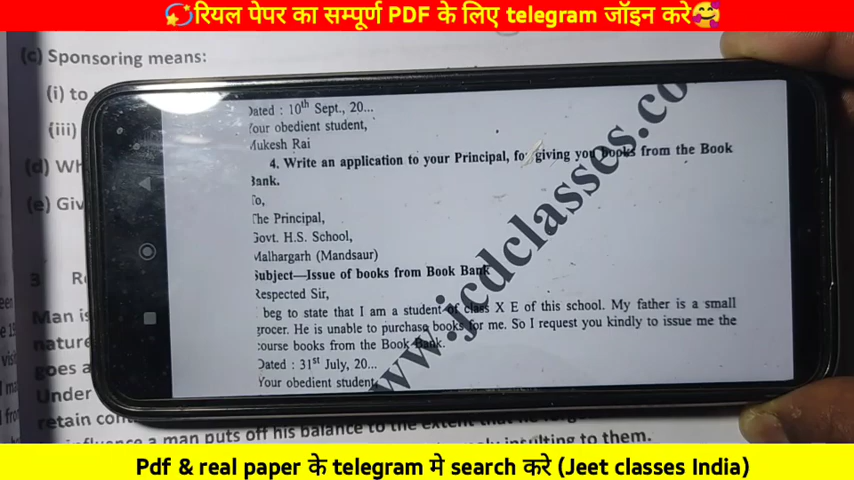 💫रियल पेपर का सम्पूर्ण PDF के लिए telegram जॉइन करे🥰
(c) Sponsoring means:
(i) to
(iii)
(d) Wh
(e) Giv
3 R
Man is
nature
goes a
Under
retain con
a man puts off his balance to the extent that he
insulting to them.
Dated : 10th Sept., 20...
Your obedient student,
Mukesh Rai
4. Write an application to your Principal, for giving you books from the Book
Bank.
To,
The Principal,
Govt. H.S. School,
Malhargarh (Mandsaur)
Subject—Issue of books from Book Bank
Respected Sir,
beg to state that I am a student of class X E of this school. My father is a small
grocer. He is unable to purchase books for me. So I request you kindly to issue me the
course books from the Book Bank.
Dated : 31st July, 20...
Your obedient student,
www.jcdclasses.co
Pdf & real paper के telegram मे search करे (Jeet classes India)